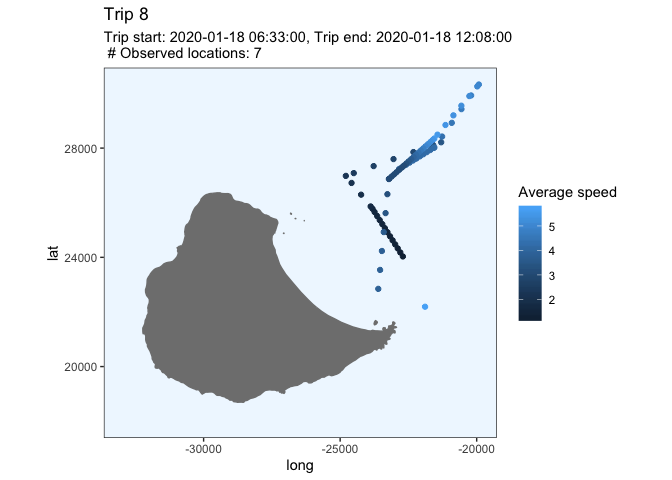 Trip 8
Trip start: 2020-01-18 06:33:00, Trip end: 2020-01-18 12:08:00
# Observed locations: 7
28000
24000
20000
lat
-30000
-25000
-20000
long
Average speed
5
4
3
2